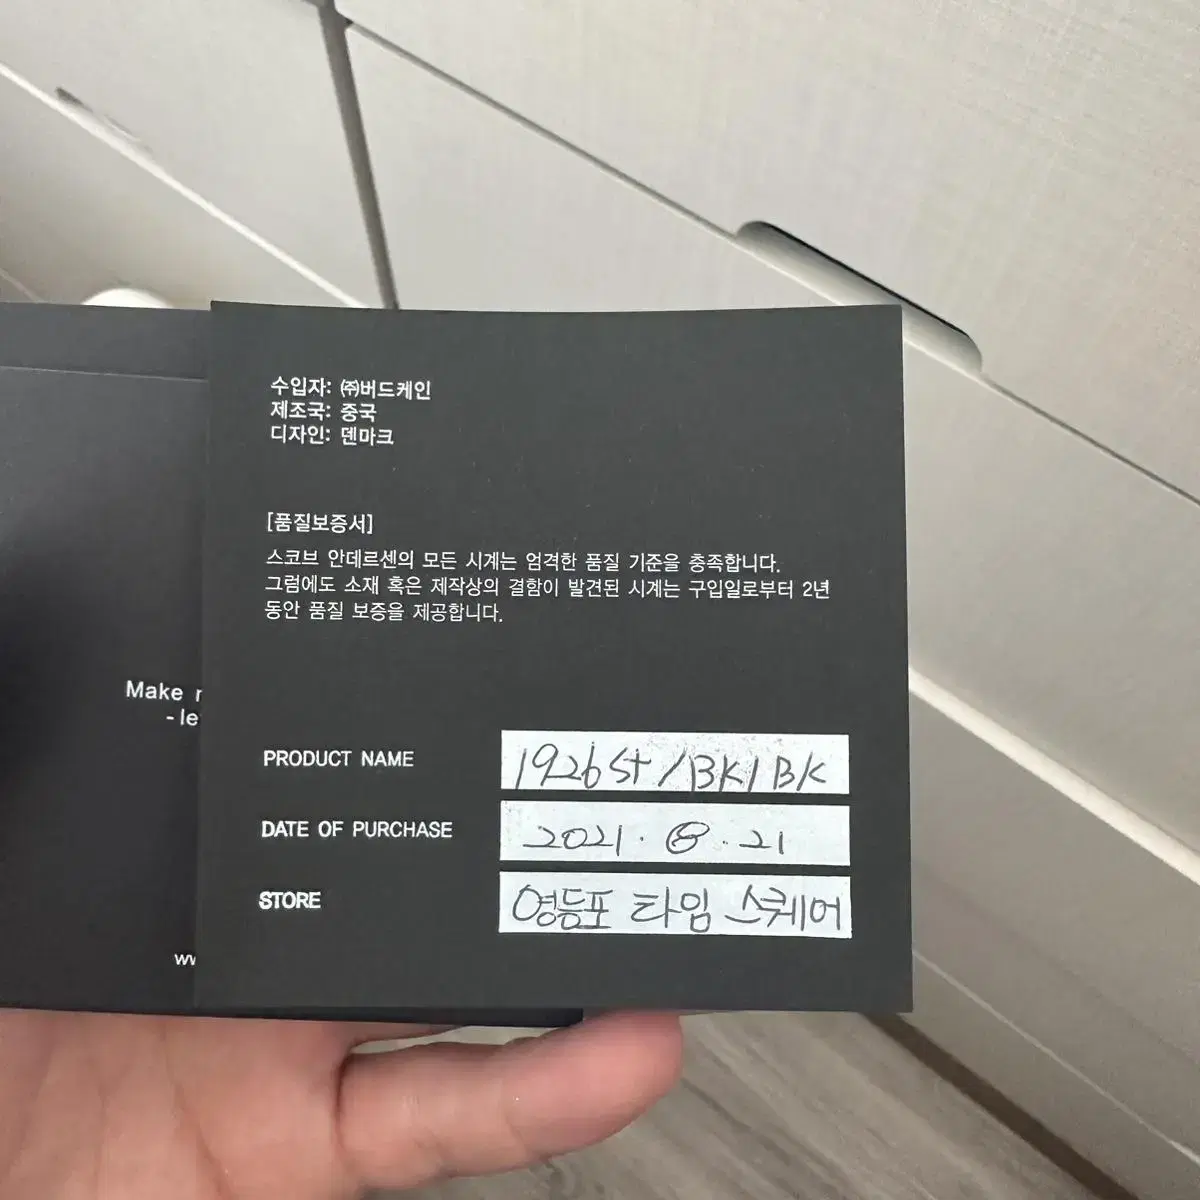 수입자: ㈜버드케인
제조국: 중국
디자인: 덴마크
[품질보증서]
스코브 안데르센의 모든 시계는 엄격한 품질 기준을 충족합니다.
그럼에도 소재 혹은 제작상의 결함이 발견된 시계는 구입일로부터 2년
동안 품질 보증을 제공합니다.
Make
- le
PRODUCT NAME 1926 St / BK / BK
DATE OF PURCHASE 2021. 8. 21
STORE 영등포 타임 스퀘어